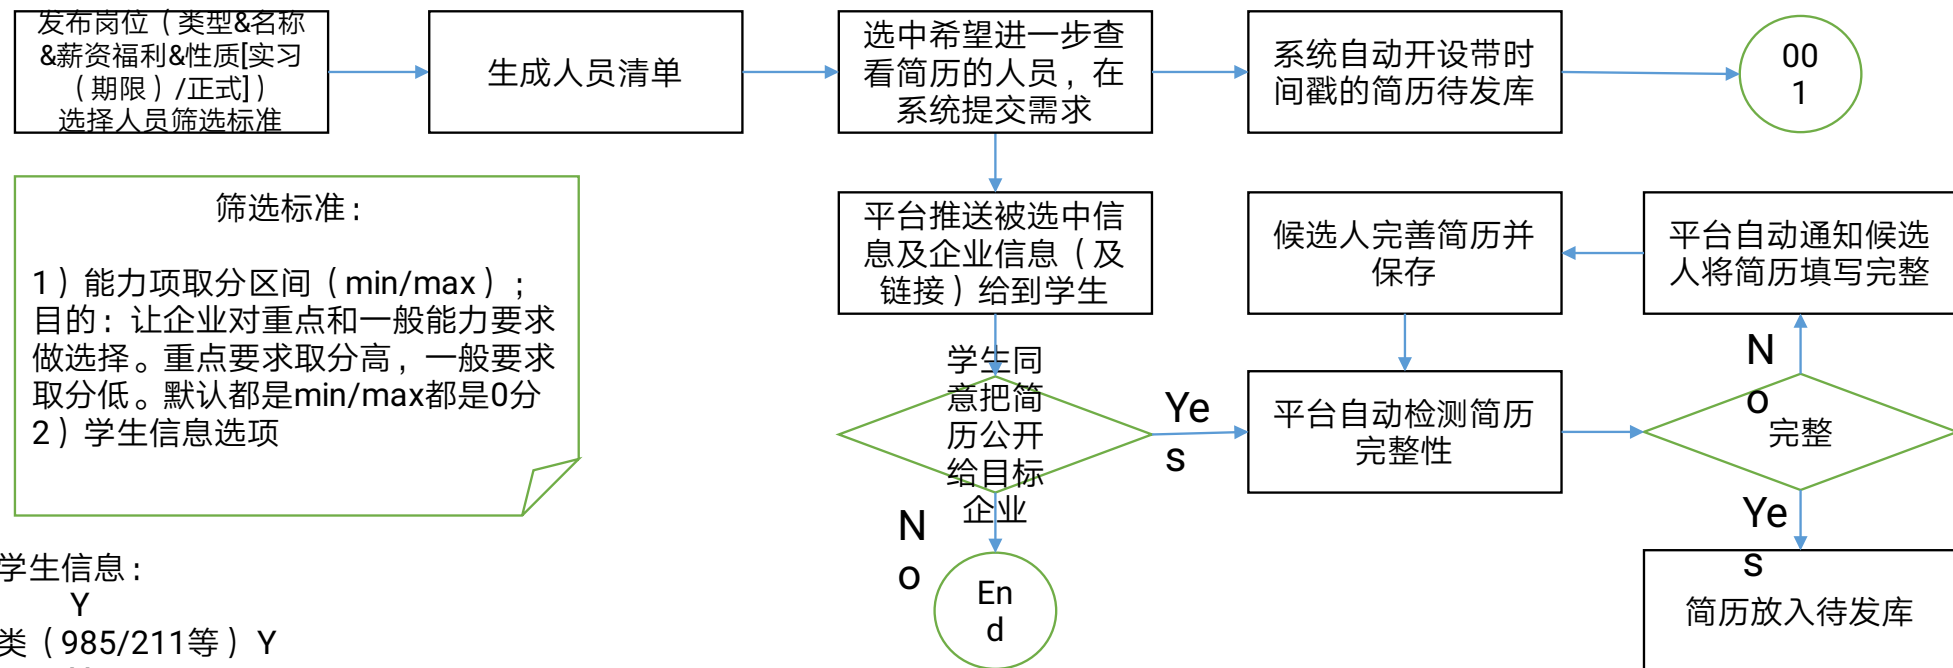 发布岗位（类型&名称
&薪资福利&性质[实习
（期限）/正式]）
选择人员筛选标准
生成人员清单
选中希望进一步查
看简历的人员，在
系统提交需求
系统自动开设带时
间戳的简历待发库
00
1
筛选标准：
1）能力项取分区间（min/max）；
目的：让企业对重点和一般能力要求
做选择。重点要求取分高，一般要求
取分低。默认都是min/max都是0分
2）学生信息选项
平台推送被选中信
息及企业信息（及
链接）给到学生
候选人完善简历并
保存
平台自动通知候选
人将简历填写完整
学生同
意把简
历公开
给目标
企业
Ye
s
平台自动检测简历
完整性
N
o
完整
Ye
s
N
o
En
d
简历放入待发库
学生信息：
Y
类（985/211等）Y